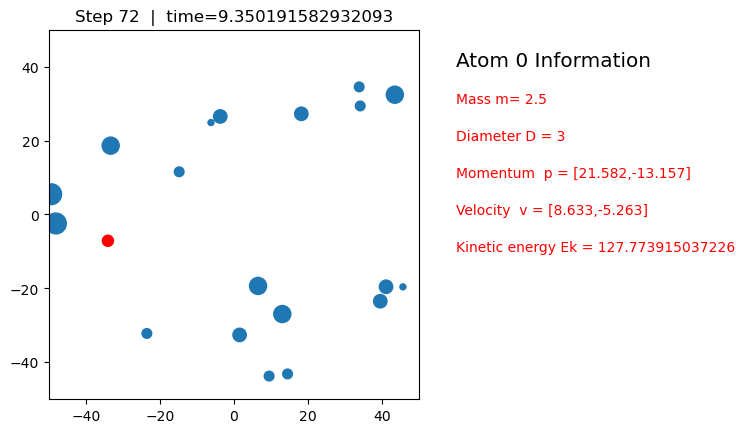 Step 72 | time=9.350191582932093
Atom 0 Information
Mass m= 2.5
Diameter D = 3
Momentum p = [21.582,-13.157]
Velocity v = [8.633,-5.263]
Kinetic energy Ek = 127.773915037226
40
20
0
−20
−40
−40 −20 0 20 40